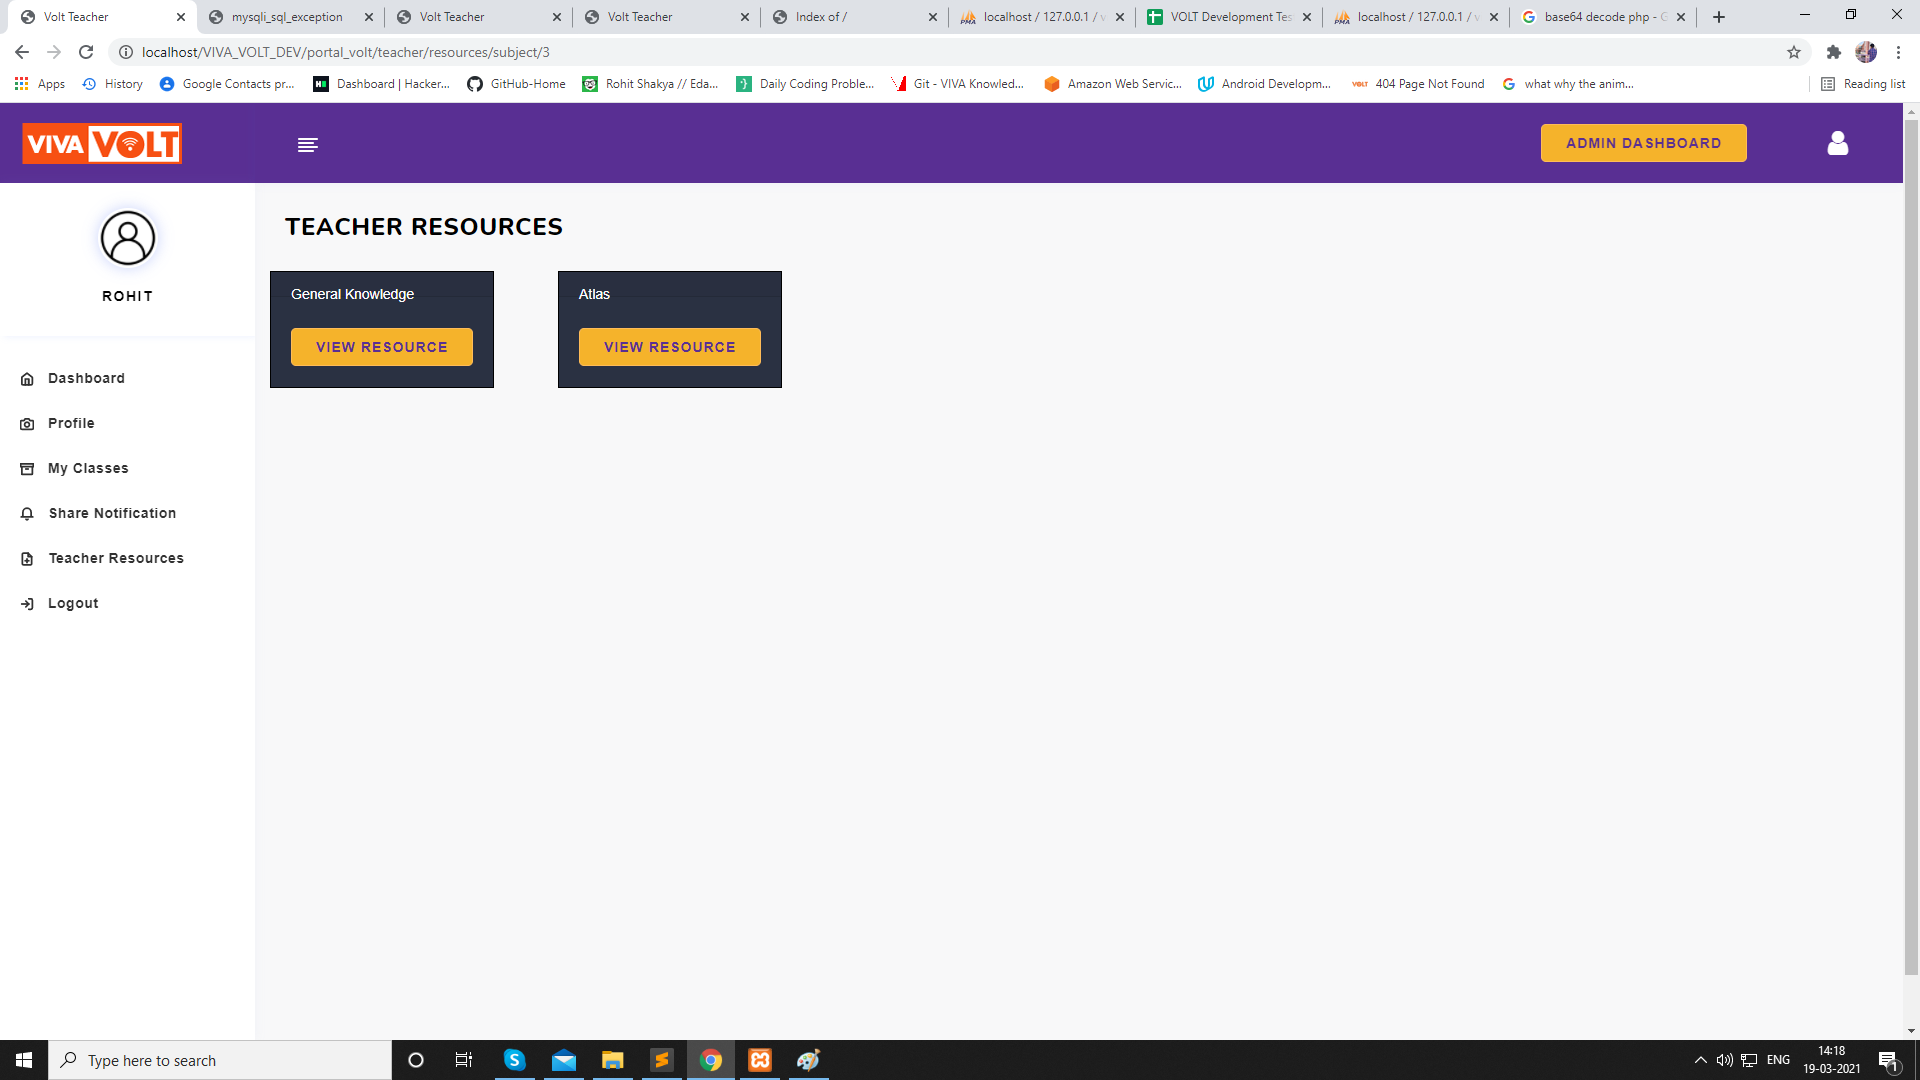 Volt Teacher
mysqli_sql_exception
Volt Teacher
Volt Teacher
Index of /
localhost / 127.0.0.1 / v
VOLT Development Tes
localhost / 127.0.0.1 / v
base64 decode php - G
localhost/VIVA_VOLT_DEV/portal_volt/teacher/resources/subject/3
Apps
History
Google Contacts pr...
Dashboard | Hacker...
GitHub-Home
Rohit Shakya // Eda...
Daily Coding Proble...
Git - VIVA Knowled...
Amazon Web Servic...
Android Developm...
404 Page Not Found
what why the anim...
Reading list
VIVA VOLT
ADMIN DASHBOARD
ROHIT
Dashboard
Profile
My Classes
Share Notification
Teacher Resources
Logout
TEACHER RESOURCES
General Knowledge
VIEW RESOURCE
Atlas
VIEW RESOURCE
Type here to search
ENG
14:18
19-03-2021
1